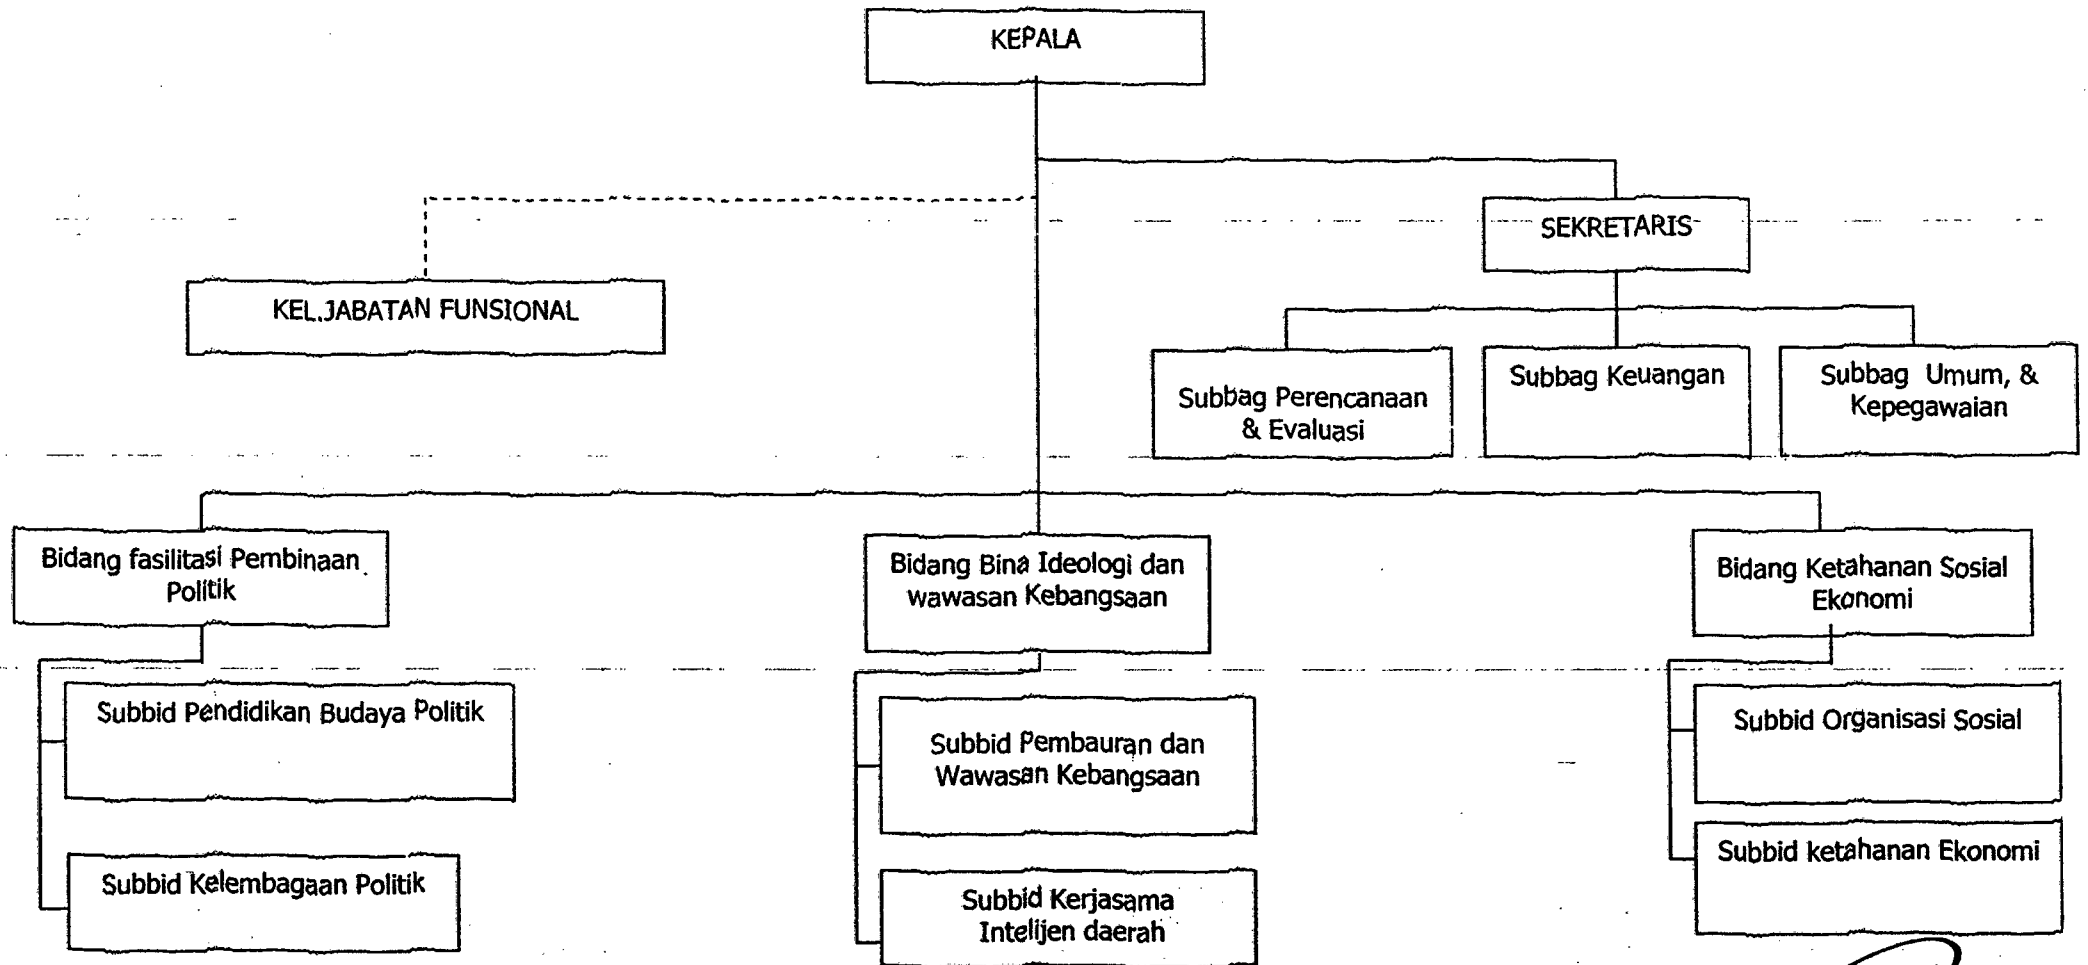 KEPALA
SEKRETARIS
KEL.JABATAN FUNSIONAL
Subbag Perencanaan
& Evaluasi
Subbag Keuangan
Subbag Umum, &
Kepegawaian
Bidang fasilitasi Pembinaan
Politik
Bidang Bina Ideologi dan
wawasan Kebangsaan
Bidang Ketahanan Sosial
Ekonomi
Subbid Pendidikan Budaya Politik
Subbid Kelembagaan Politik
Subbid Pembauran dan
Wawasan Kebangsaan
Subbid Kerjasama
Intelijen daerah
Subbid Organisasi Sosial
Subbid ketahanan Ekonomi